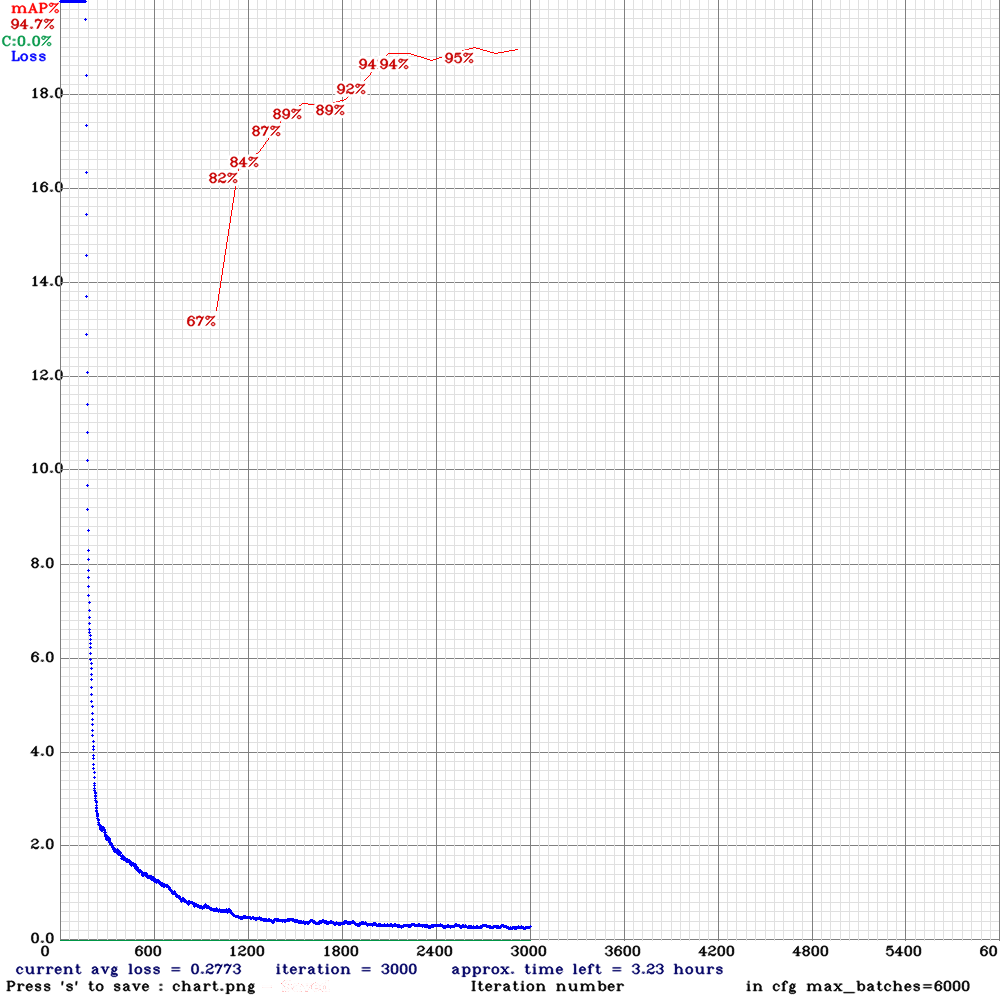 mAP%
94.7%
C:0.0%
Loss
94 94% 95%
18.0 92%
89% 89%
87%
84%
16.0 82%
14.0
67%
12.0
10.0
8.0
6.0
4.0
2.0
0.0
0 600 1200 1800 2400 3000 3600 4200 4800 5400 60
current avg loss = 0.2773 iteration = 3000 approx. time left = 3.23 hours
Press 's' to save : chart.png Iteration number in cfg max_batches=6000